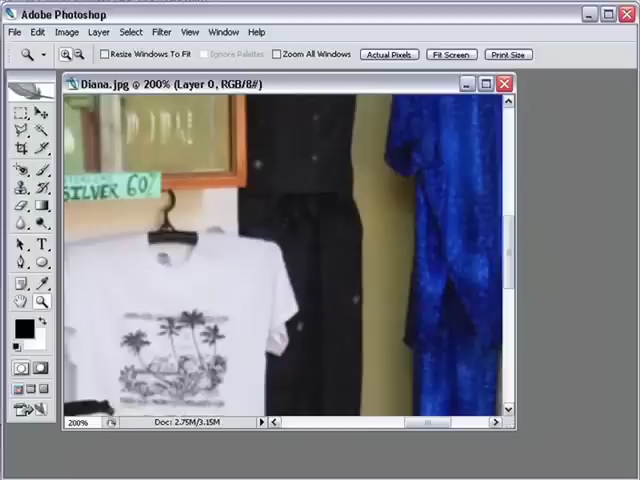 Adobe Photoshop
File Edit Image Layer Select Filter View Window Help
Resize Windows To Fit Ignore Palettes Zoom All Windows Actual Pixels Fit Screen Print Size
Diana.jpg @ 200% (Layer 0, RGB/8#)
SILVER 60%
T
200% Doc: 2.75M/3.15M